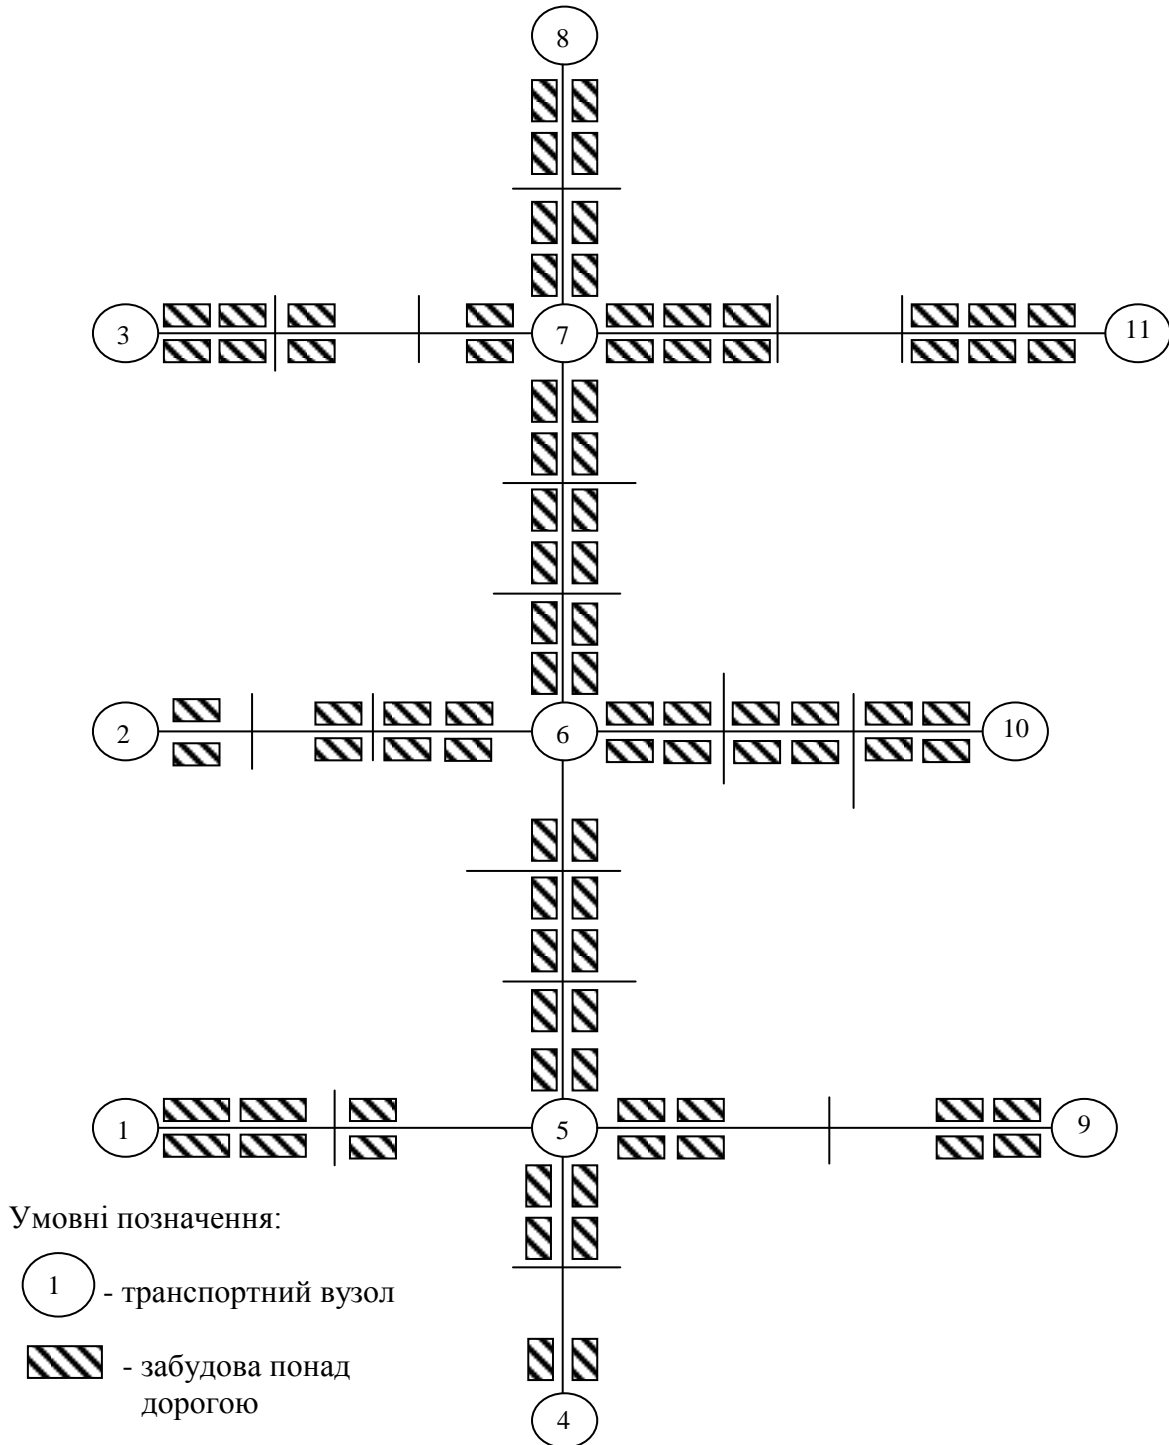 8
3
7
11
2
6
10
1
5
9
Умовні позначення:
1 - транспортний вузол
- забудова понад
дорогою
4